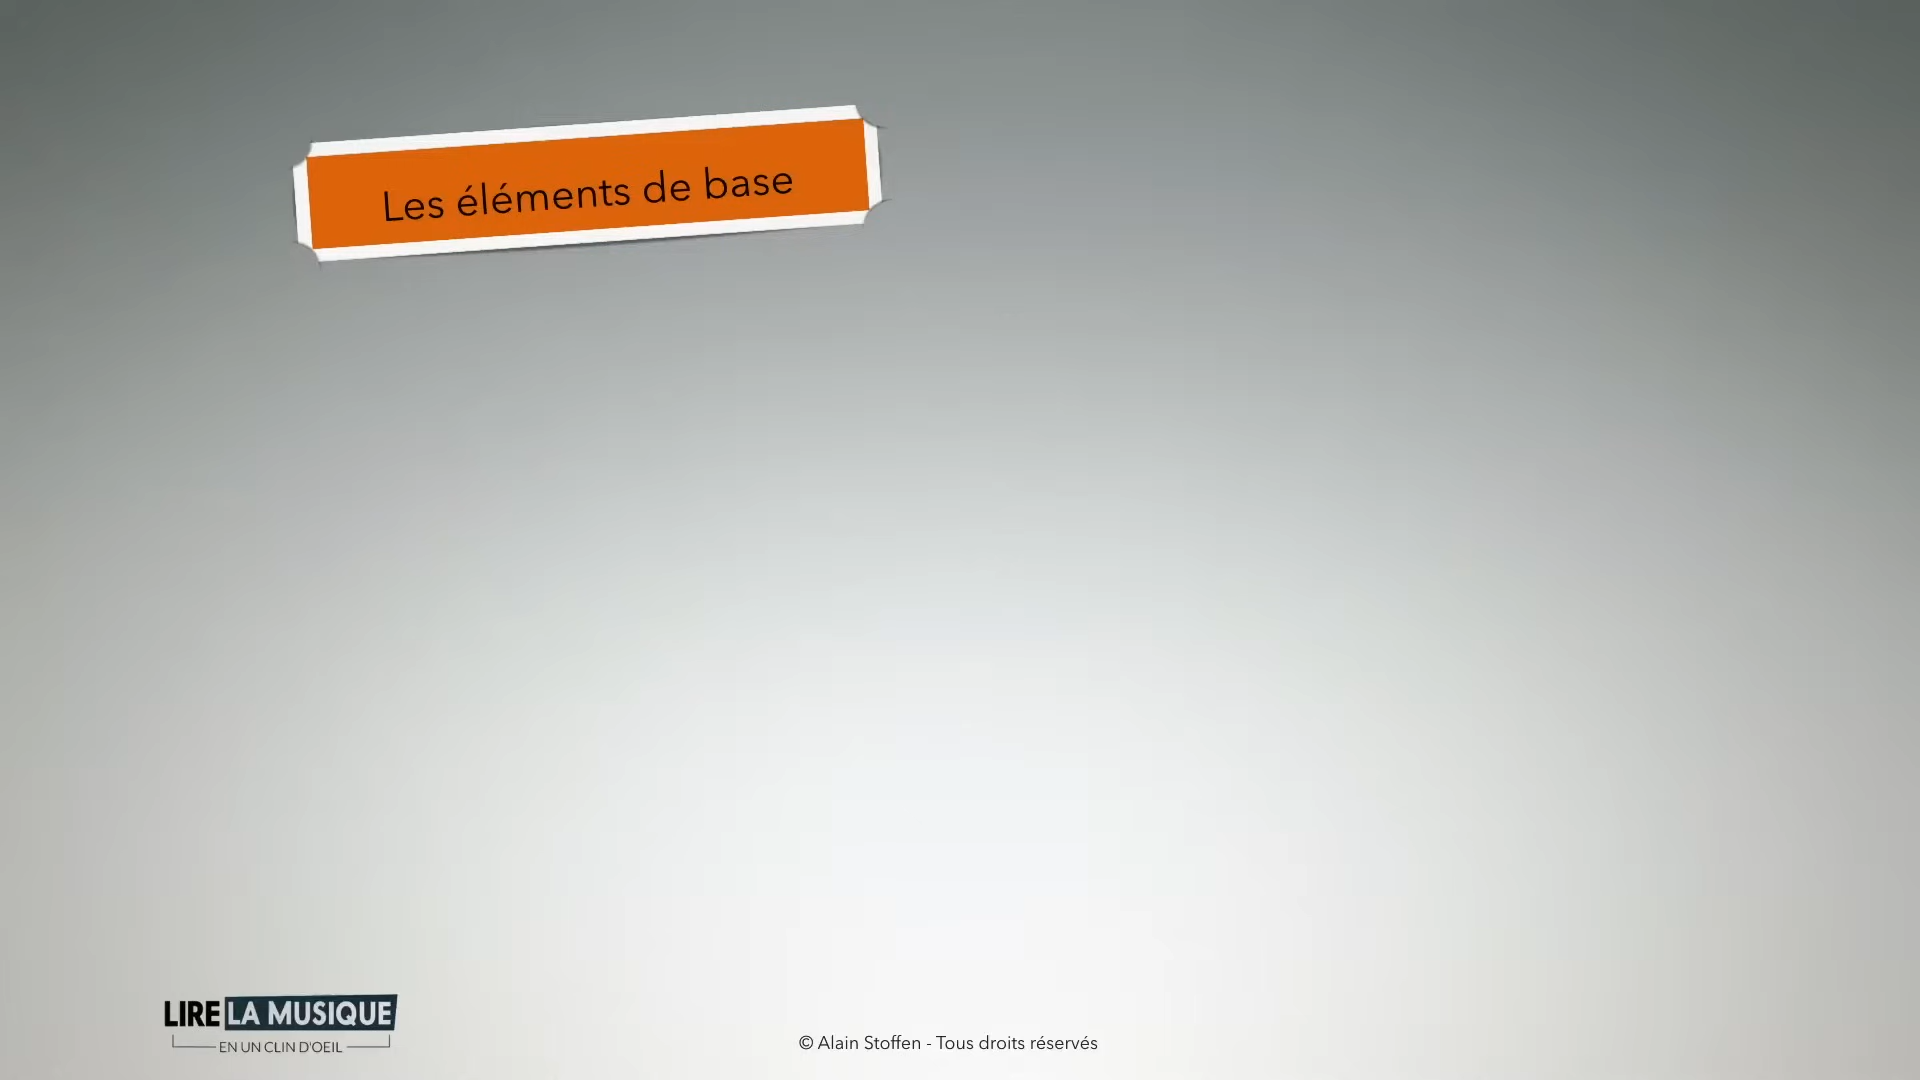 Les éléments de base
LIRE LA MUSIQUE
EN UN CLIN D'OEIL
© Alain Stoffen - Tous droits réservés